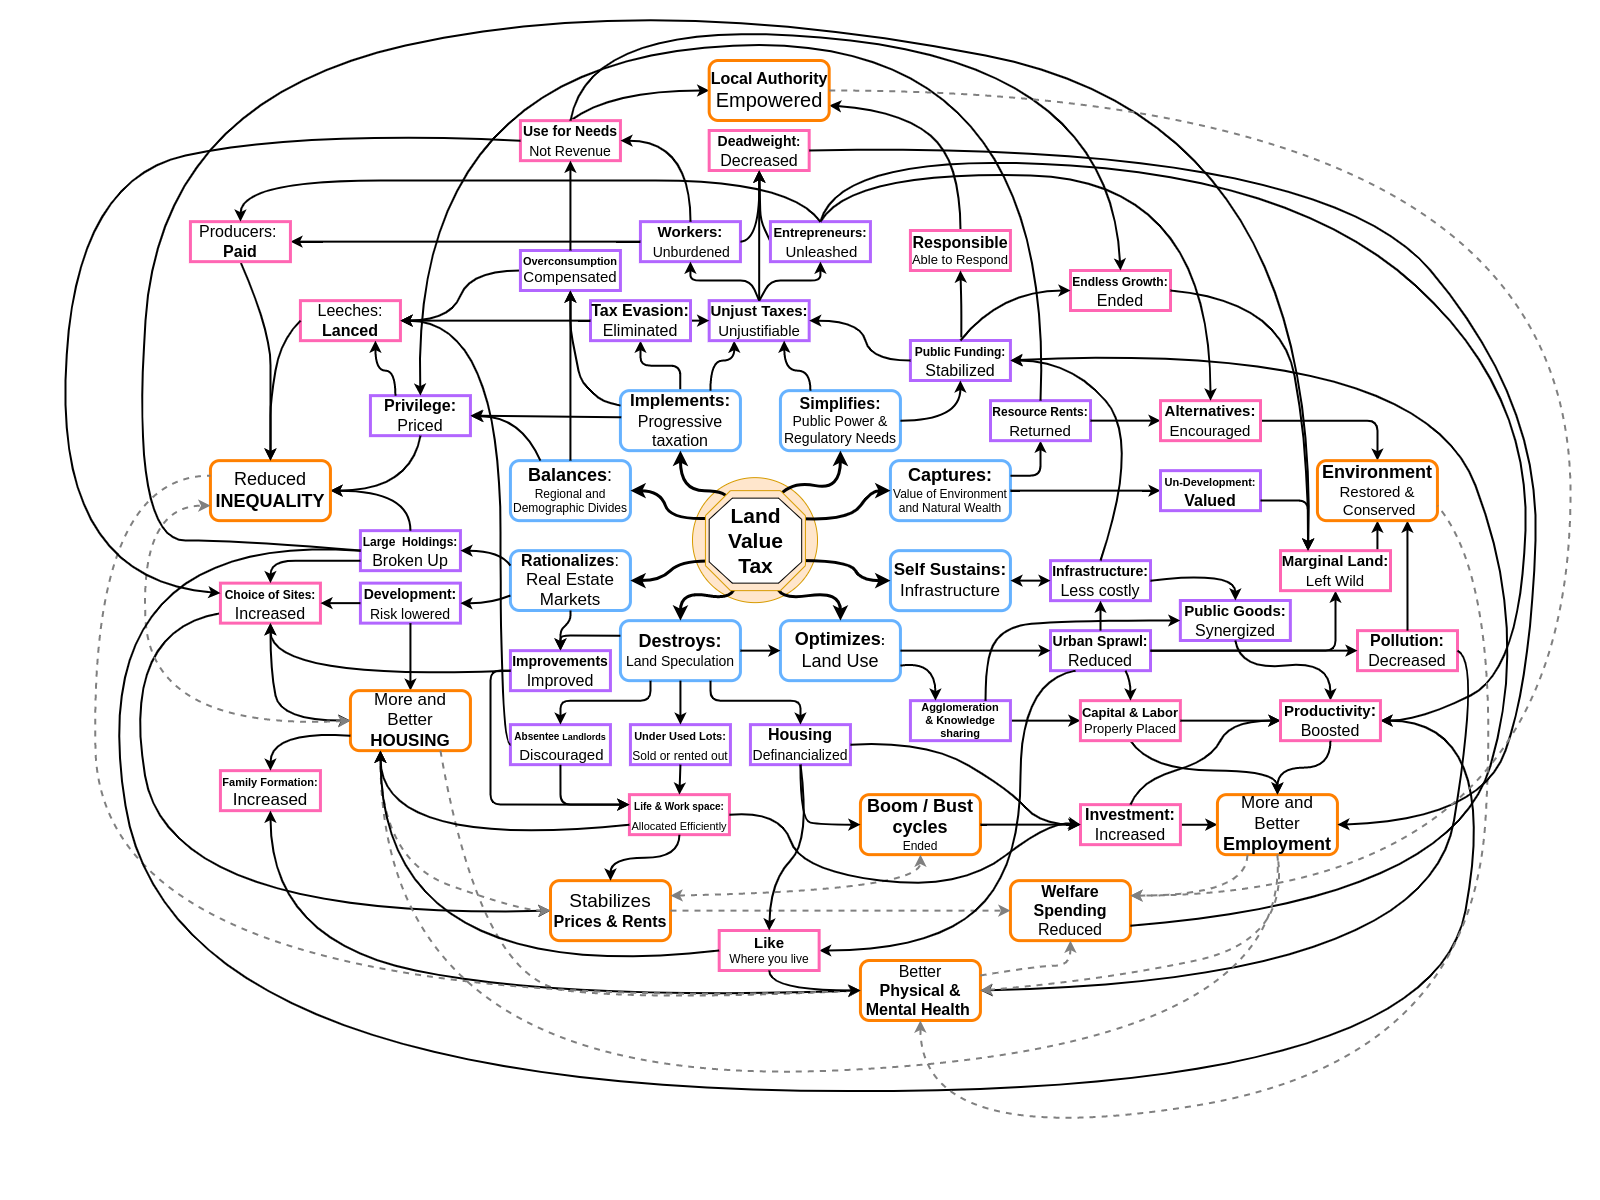 Local Authority
Empowered
Use for Needs
Not Revenue
Deadweight:
Decreased
Producers:
Paid
Workers:
Unburdened
Entrepreneurs:
Unleashed
Responsible
Able to Respond
Overconsumption
Compensated
Endless Growth:
Ended
Leeches:
Lanced
Tax Evasion:
Eliminated
Unjust Taxes:
Unjustifiable
Public Funding:
Stabilized
Privilege:
Priced
Implements:
Progressive
taxation
Simplifies:
Public Power &
Regulatory Needs
Resource Rents:
Returned
Alternatives:
Encouraged
Reduced
INEQUALITY
Balances:
Regional and
Demographic Divides
Land
Value
Tax
Captures:
Value of Environment
and Natural Wealth
Un-Development:
Valued
Environment
Restored &
Conserved
Large Holdings:
Broken Up
Rationalizes:
Real Estate
Markets
Self Sustains:
Infrastructure
Infrastructure:
Less costly
Marginal Land:
Left Wild
Choice of Sites:
Increased
Development:
Risk lowered
Public Goods:
Synergized
Improvements
Improved
Destroys:
Land Speculation
Optimizes:
Land Use
Urban Sprawl:
Reduced
Pollution:
Decreased
More and
Better
HOUSING
Absentee Landlords
Discouraged
Under Used Lots:
Sold or rented out
Housing
Definancialized
Agglomeration
& Knowledge
sharing
Capital & Labor
Properly Placed
Productivity:
Boosted
Family Formation:
Increased
Life & Work space:
Allocated Efficiently
Boom / Bust
cycles
Ended
Investment:
Increased
More and
Better
Employment
Stabilizes
Prices & Rents
Welfare
Spending
Reduced
Like
Where you live
Better
Physical &
Mental Health